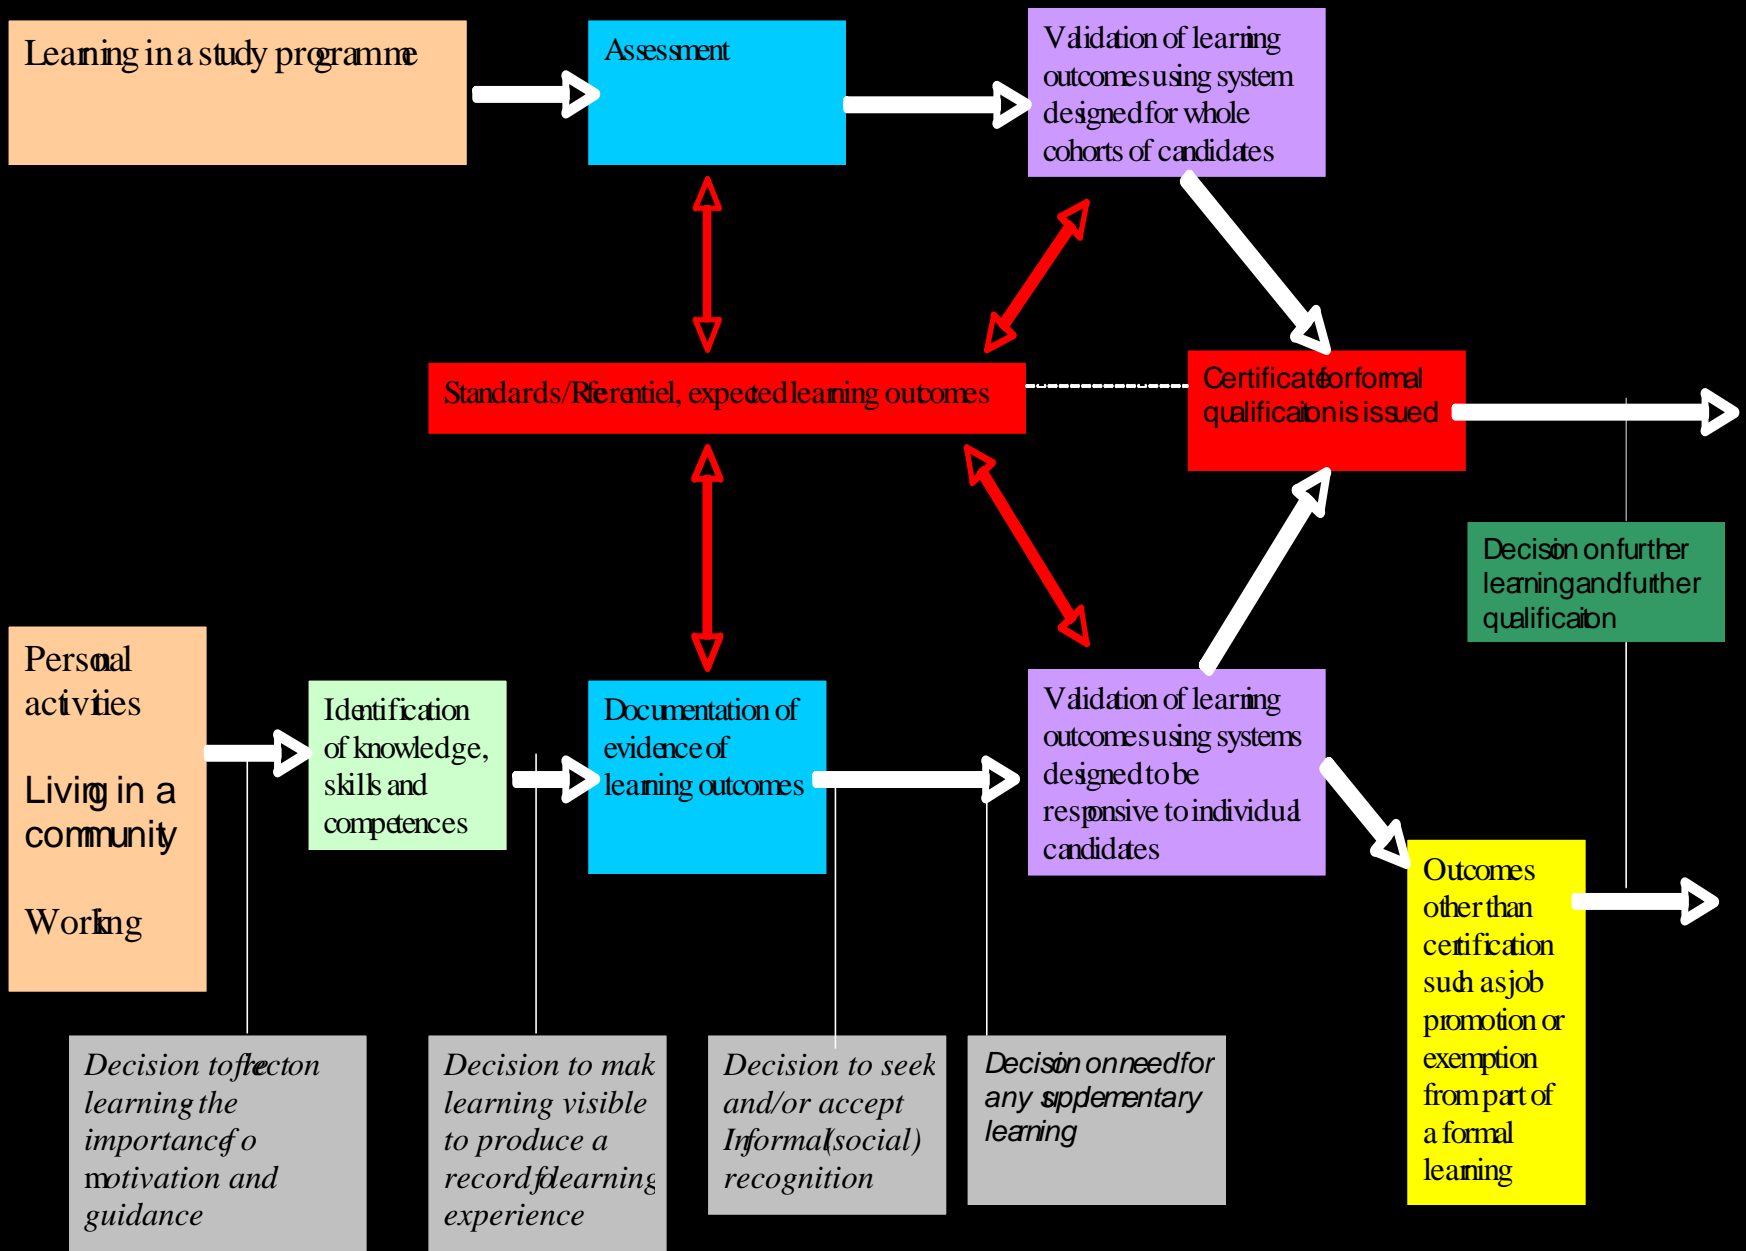 Learning in a study programme
Assessment
Validation of learning
outcomes using system
designed for whole
cohorts of candidates
Standards/Referentiel, expected learning outcomes
Certificate for formal
qualification is issued
Decision on further
learning and further
qualification
Personal
activities
Living in a
community
Working
Identification
of knowledge,
skills and
competences
Documentation of
evidence of
learning outcomes
Validation of learning
outcomes using systems
designed to be
responsive to individual
candidates
Outcomes
other than
certification
such as job
promotion or
exemption
from part of
a formal
learning
Decision to reflect on
learning - the
importance of
motivation and
guidance
Decision to mak
learning visible
to produce a
record of learning
experience
Decision to seek
and/or accept
Informal (social)
recognition
Decision on need for
any supplementary
learning